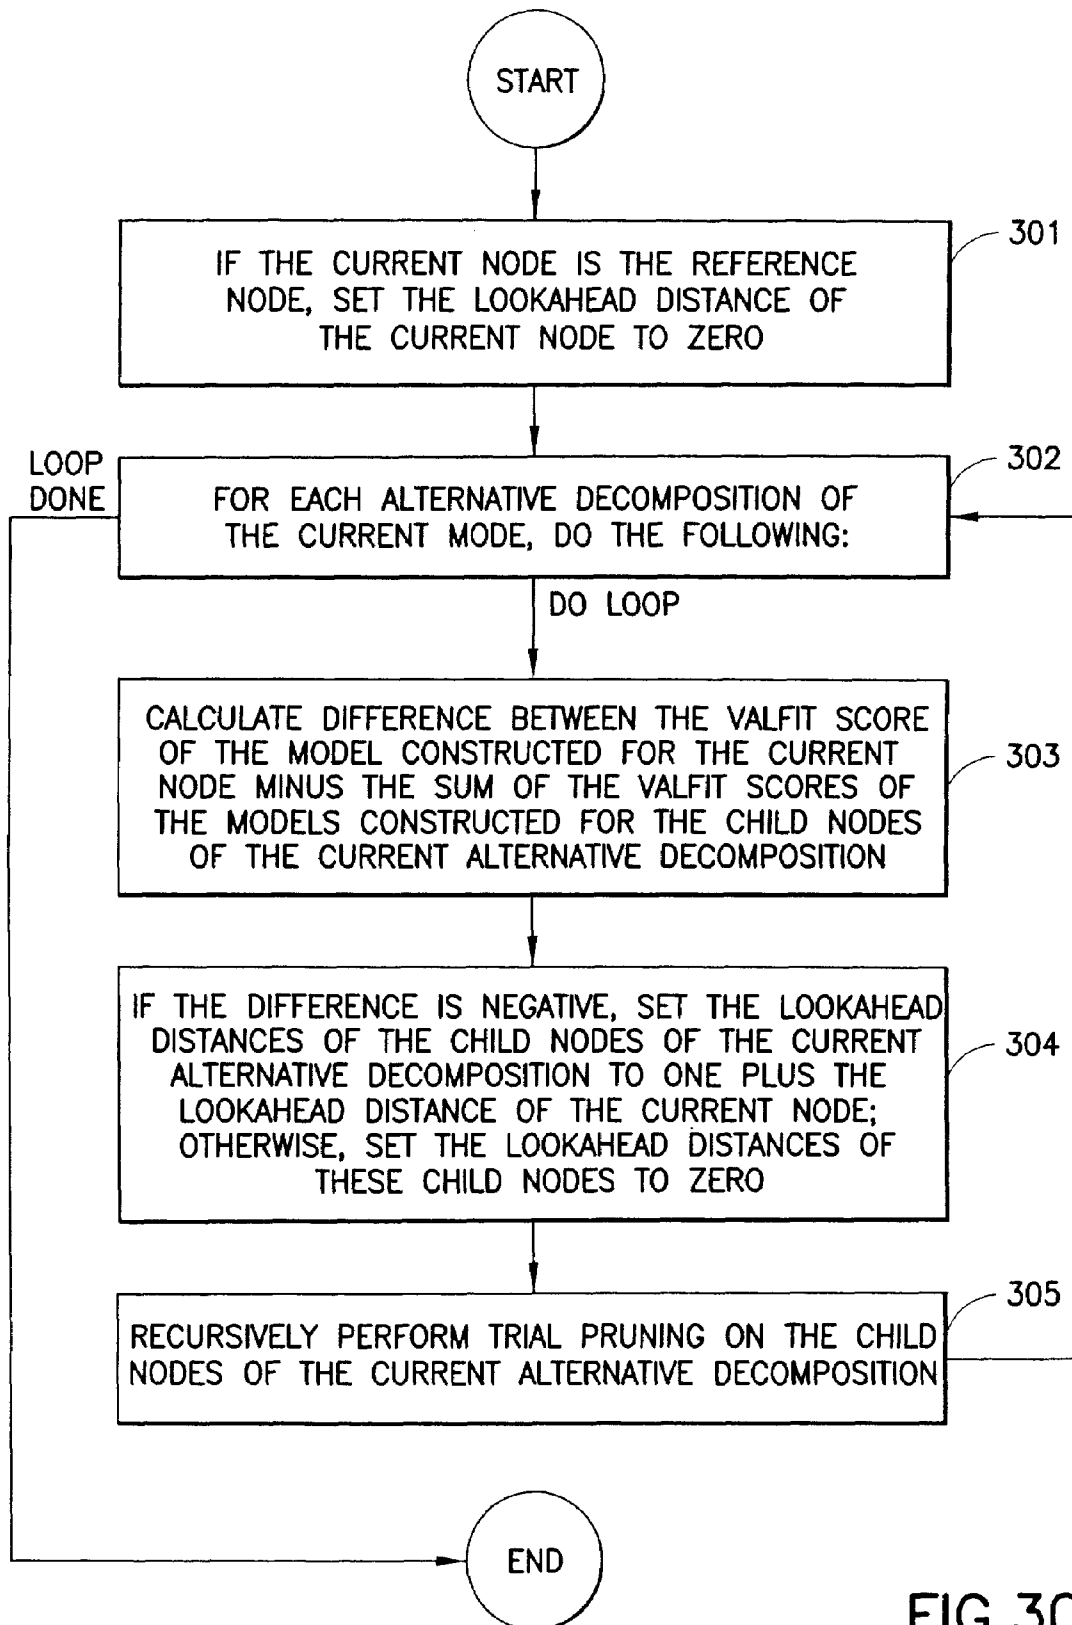 START
IF THE CURRENT NODE IS THE REFERENCE
NODE, SET THE LOOKAHEAD DISTANCE OF
THE CURRENT NODE TO ZERO
301
LOOP
DONE
FOR EACH ALTERNATIVE DECOMPOSITION OF
THE CURRENT MODE, DO THE FOLLOWING:
302
DO LOOP
CALCULATE DIFFERENCE BETWEEN THE VALFIT SCORE
OF THE MODEL CONSTRUCTED FOR THE CURRENT
NODE MINUS THE SUM OF THE VALFIT SCORES OF
THE MODELS CONSTRUCTED FOR THE CHILD NODES
OF THE CURRENT ALTERNATIVE DECOMPOSITION
303
IF THE DIFFERENCE IS NEGATIVE, SET THE LOOKAHEAD
DISTANCES OF THE CHILD NODES OF THE CURRENT
ALTERNATIVE DECOMPOSITION TO ONE PLUS THE
LOOKAHEAD DISTANCE OF THE CURRENT NODE;
OTHERWISE, SET THE LOOKAHEAD DISTANCES OF
THESE CHILD NODES TO ZERO
304
RECURSIVELY PERFORM TRIAL PRUNING ON THE CHILD
NODES OF THE CURRENT ALTERNATIVE DECOMPOSITION
305
END
FIG.30